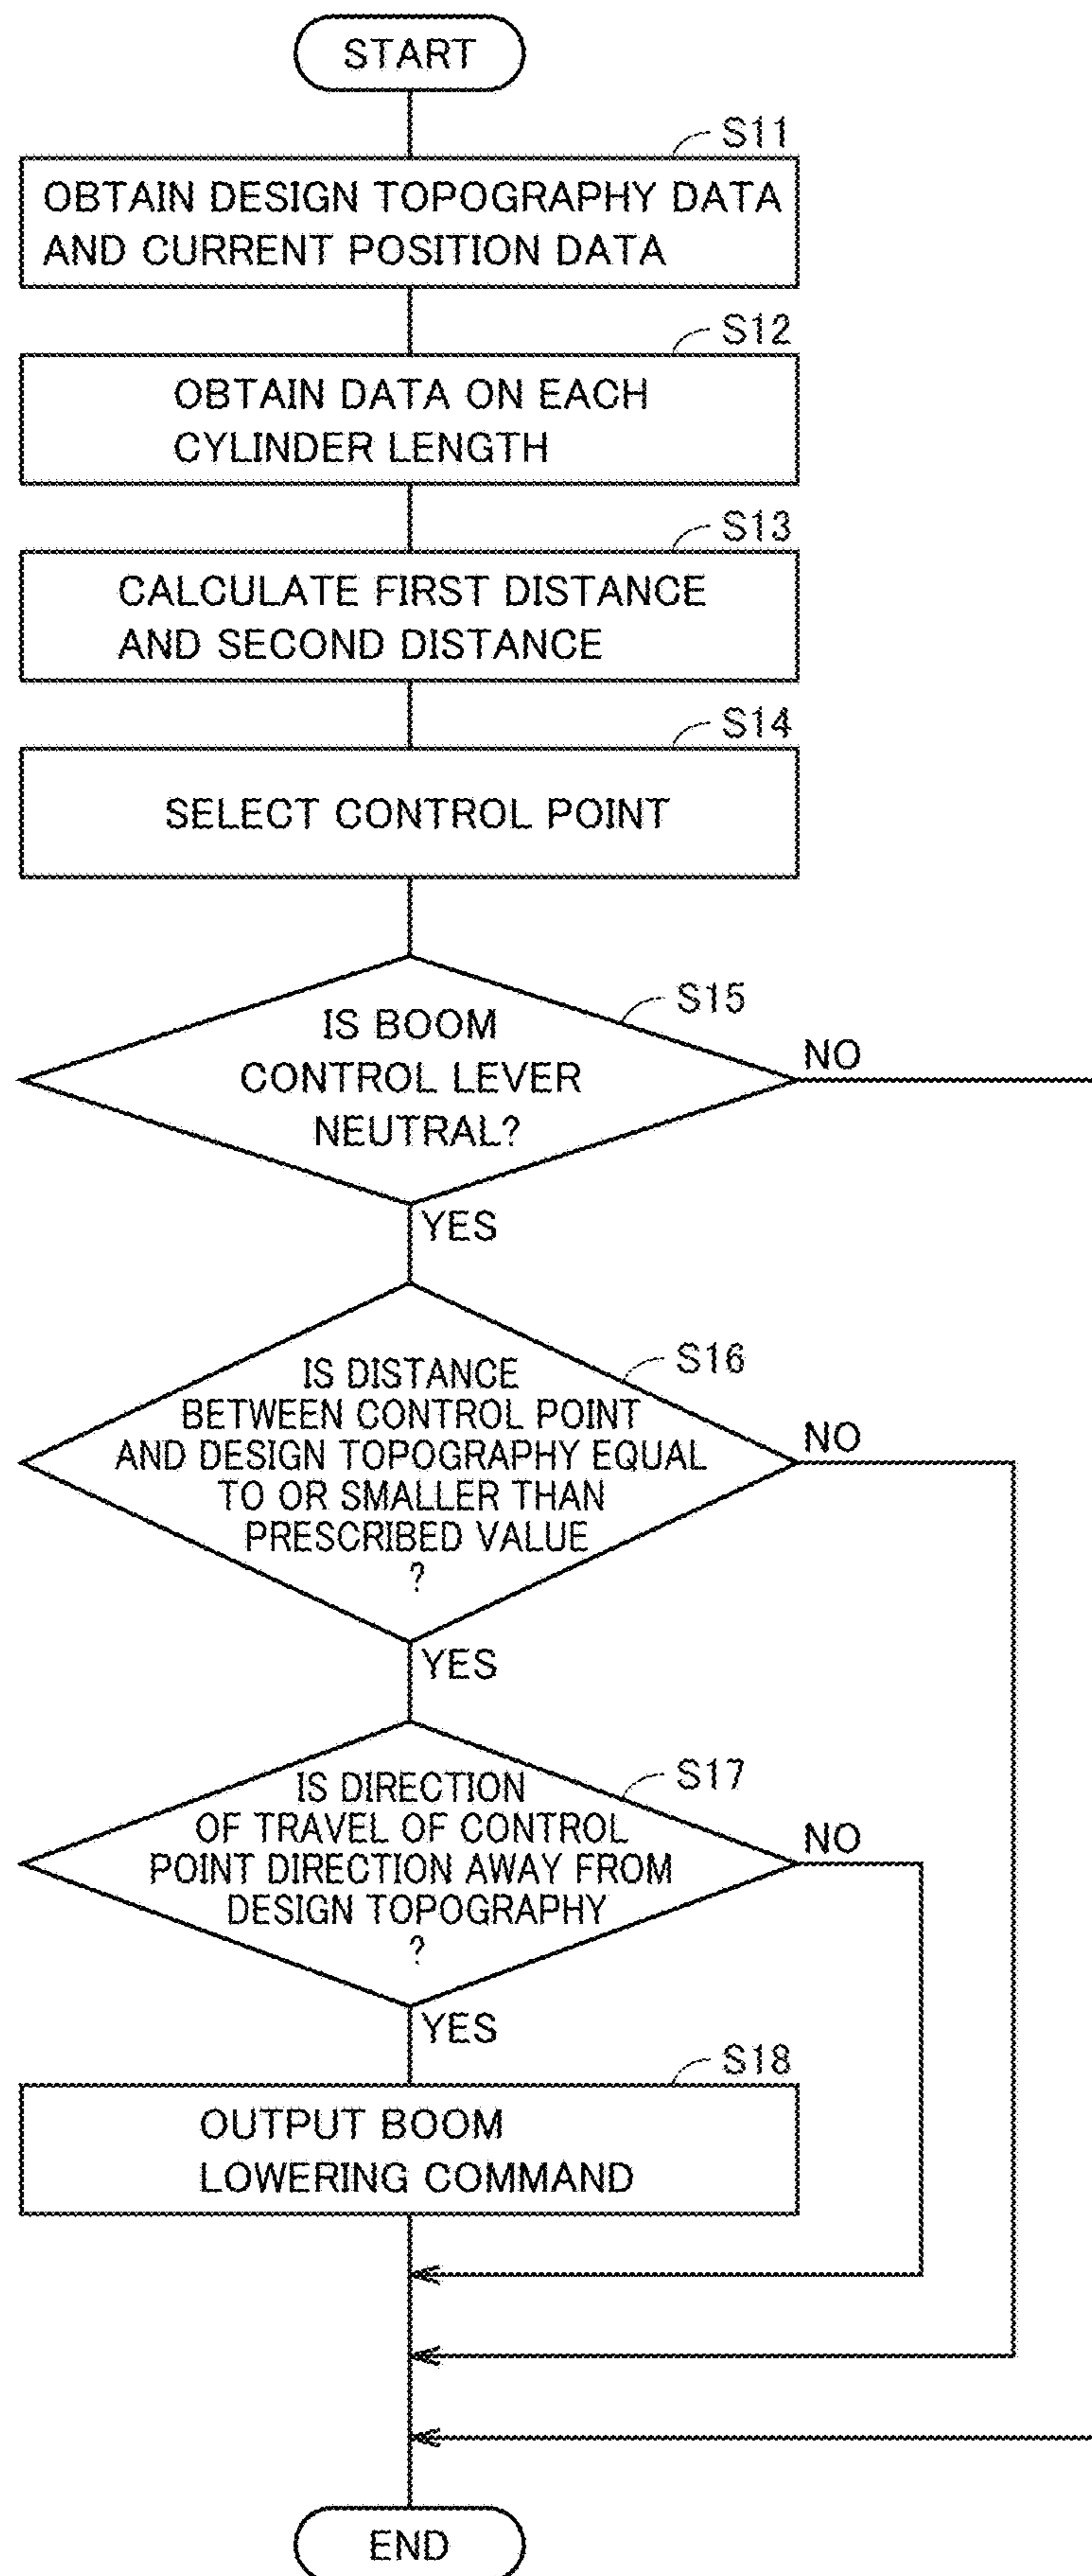 START
S11
OBTAIN DESIGN TOPOGRAPHY DATA
AND CURRENT POSITION DATA
S12
OBTAIN DATA ON EACH
CYLINDER LENGTH
S13
CALCULATE FIRST DISTANCE
AND SECOND DISTANCE
S14
SELECT CONTROL POINT
S15
IS BOOM
CONTROL LEVER
NEUTRAL?
NO
YES
S16
IS DISTANCE
BETWEEN CONTROL POINT
AND DESIGN TOPOGRAPHY EQUAL
TO OR SMALLER THAN
PRESCRIBED VALUE
?
NO
YES
S17
IS DIRECTION
OF TRAVEL OF CONTROL
POINT DIRECTION AWAY FROM
DESIGN TOPOGRAPHY
?
NO
YES
S18
OUTPUT BOOM
LOWERING COMMAND
END